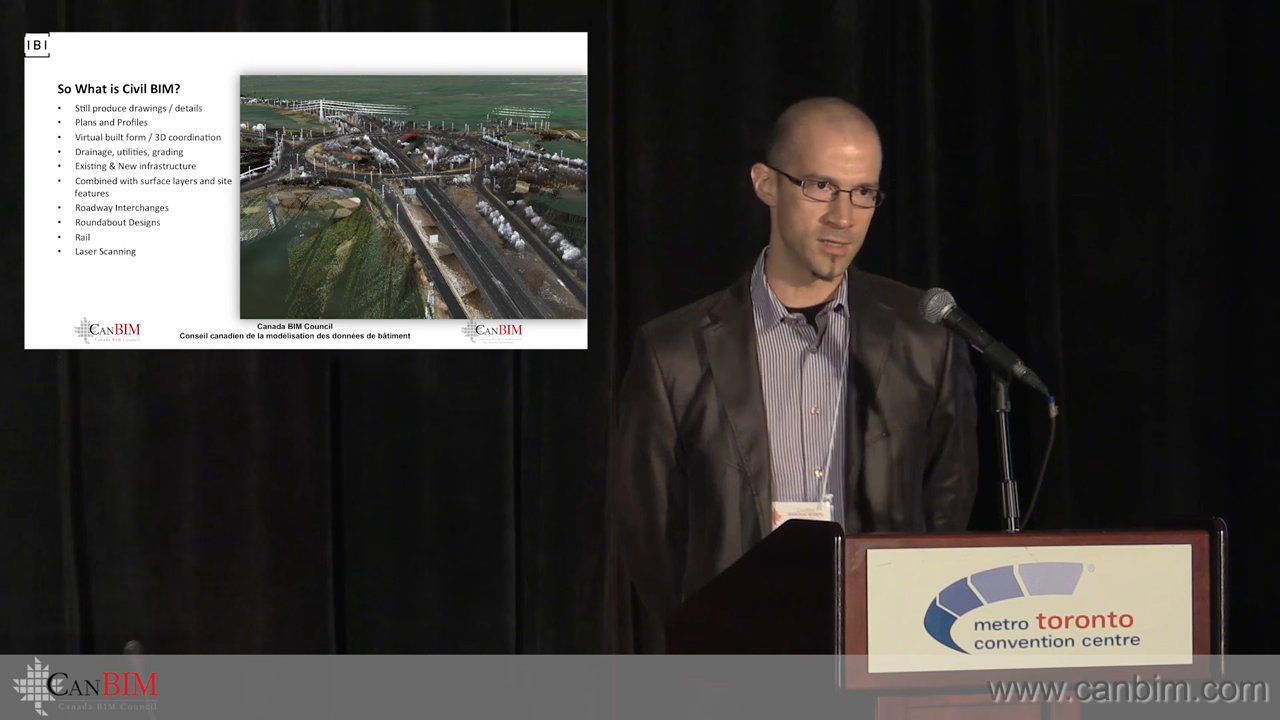 IBI
So What is Civil BIM?
• Still produce drawings / details
• Plans and Profiles
• Virtual built form / 3D coordination
• Drainage, utilities, grading
• Existing & New infrastructure
• Combined with surface layers and site
features
• Roadway Interchanges
• Roundabout Designs
• Rail
• Laser Scanning
CANBIM
Canada BIM Council
Canada BIM Council
Conseil canadien de la modélisation des données de bâtiment
CANBIM
metro toronto
convention centre
CANBIM
Canada BIM Council
www.canbim.com